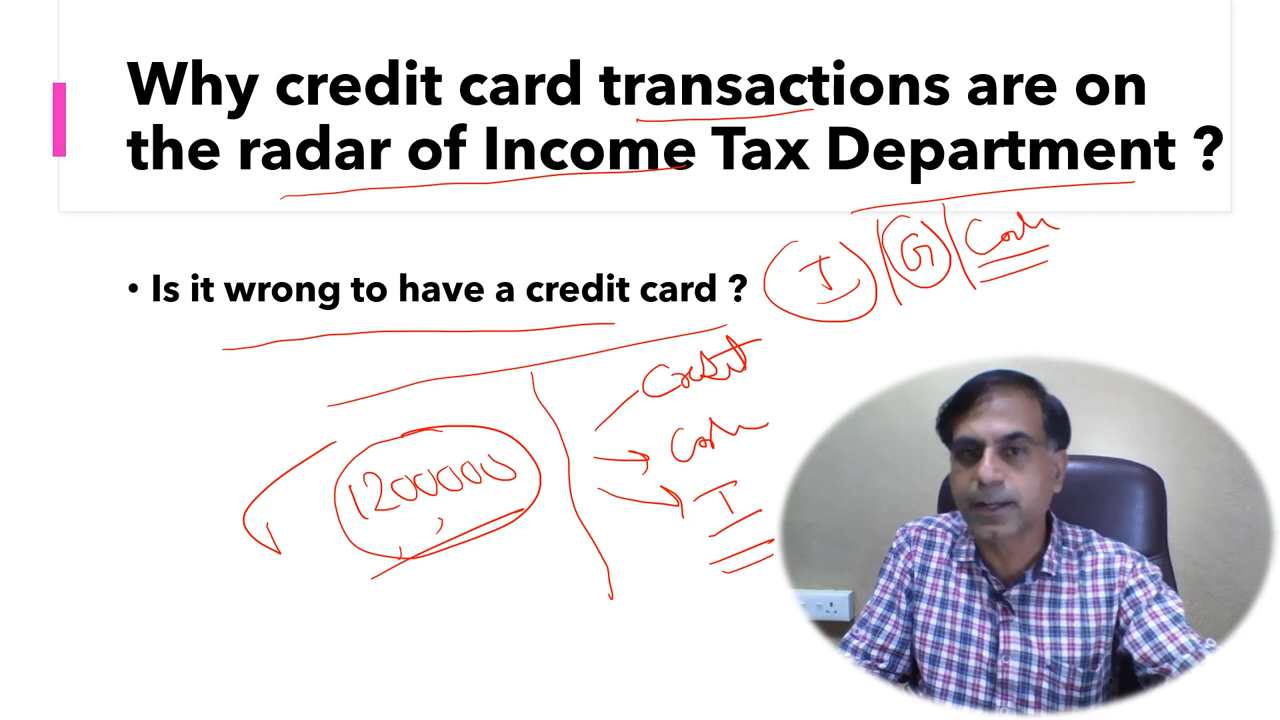 Why credit card transactions are on
the radar of Income Tax Department ?
I G Cash
• Is it wrong to have a credit card ?
Credit
Cash
1200000
I